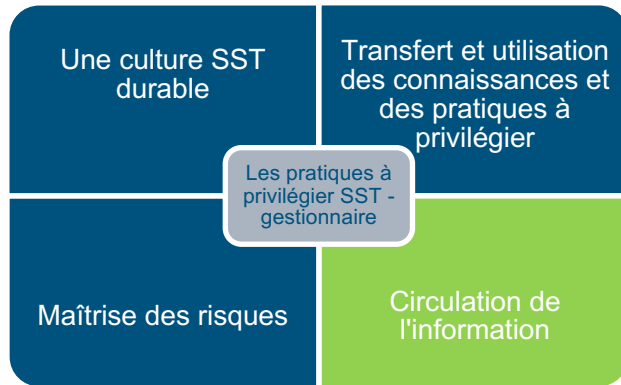 Une culture SST
durable
Transfert et utilisation
des connaissances et
des pratiques à
privilégier
Les pratiques à
privilégier SST -
gestionnaire
Maîtrise des risques
Circulation de
l'information